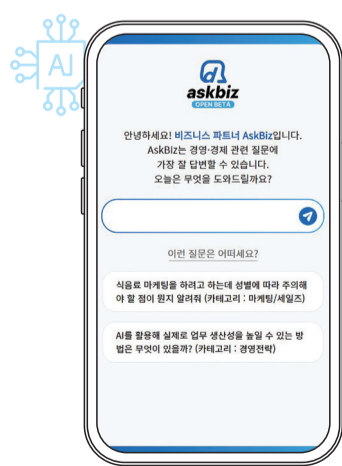 AI
askbiz
OPEN BETA
안녕하세요! 비즈니스 파트너 AskBiz입니다.
AskBiz는 경영·경제 관련 질문에
가장 잘 답변할 수 있습니다.
오늘은 무엇을 도와드릴까요?
이런 질문은 어떠세요?
식음료 마케팅을 하려고 하는데 성별에 따라 주의해
야 할 점이 뭔지 알려줘 (카테고리 : 마케팅/세일즈)
AI를 활용해 실제로 업무 생산성을 높일 수 있는 방
법은 무엇이 있을까? (카테고리 : 경영전략)